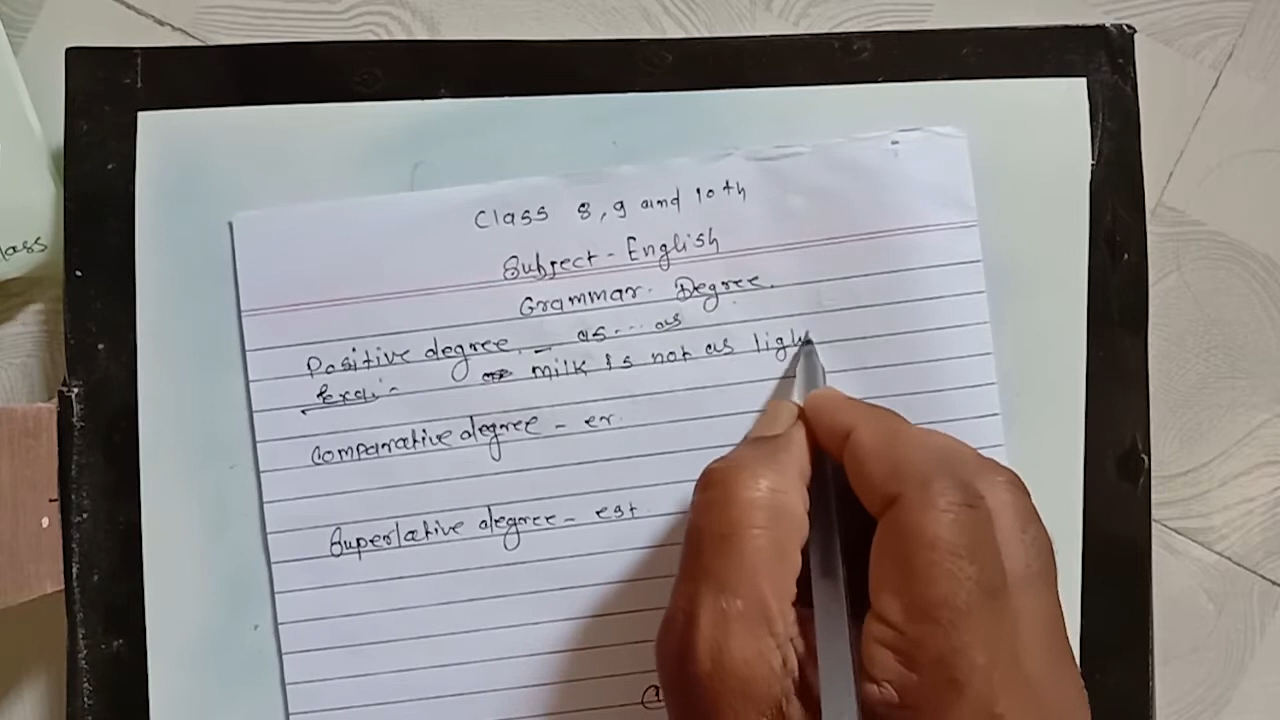 Class 8, 9 and 10th
Subject - English
Grammar. Degree.
Positive degree. - as... as
Exa:- milk is not as ligh
Comparative degree - er.
Superlative degree - est.
lass